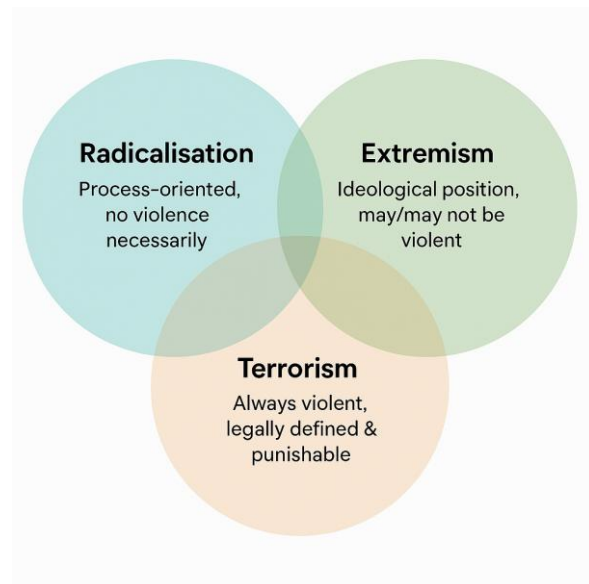 Radicalisation
Process-oriented,
no violence
necessarily
Extremism
Ideological position,
may/may not be
violent
Terrorism
Always violent,
legally defined &
punishable